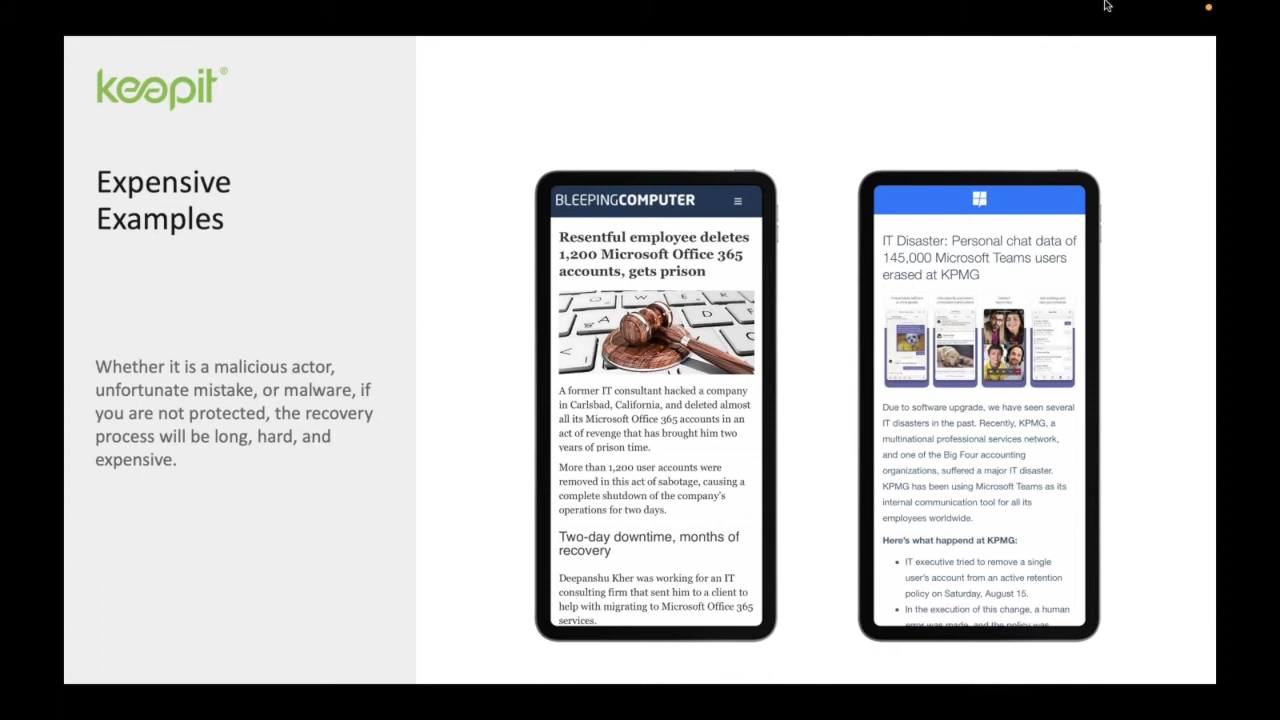 keepit®
Expensive
Examples
Whether it is a malicious actor,
unfortunate mistake, or malware, if
you are not protected, the recovery
process will be long, hard, and
expensive.
BLEEPINGCOMPUTER
Resentful employee deletes
1,200 Microsoft Office 365
accounts, gets prison
A former IT consultant hacked a company
in Carlsbad, California, and deleted almost
all its Microsoft Office 365 accounts in an
act of revenge that has brought him two
years of prison time.
More than 1,200 user accounts were
removed in this act of sabotage, causing a
complete shutdown of the company's
operations for two days.
Two-day downtime, months of
recovery
Deepanshu Kher was working for an IT
consulting firm that sent him to a client to
help with migrating to Microsoft Office 365
services.
IT Disaster: Personal chat data of
145,000 Microsoft Teams users
erased at KPMG
Due to software upgrade, we have seen several
IT disasters in the past. Recently, KPMG, a
multinational professional services network,
and one of the Big Four accounting
organizations, suffered a major IT disaster.
KPMG has been using Microsoft Teams as its
internal communication tool for all its
employees worldwide.
Here's what happend at KPMG:
• IT executive tried to remove a single
user's account from an active retention
policy on Saturday, August 15.
• In the execution of this change, a human
error was made, and the policy was